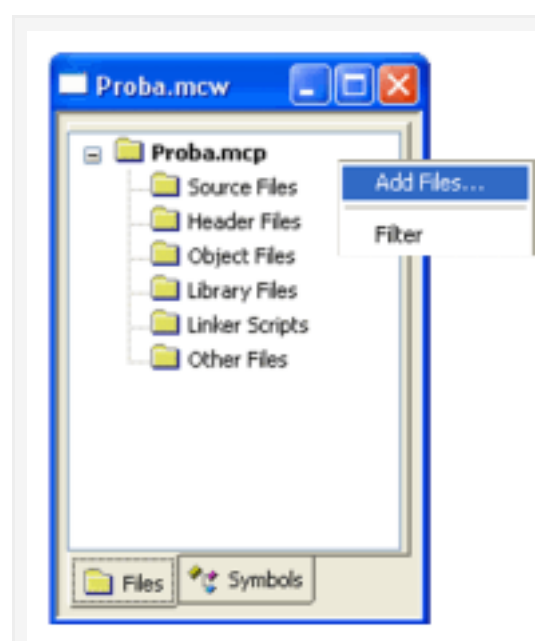 Proba.mcw
Proba.mcp
Source Files
Add Files...
Header Files
Filter
Object Files
Library Files
Linker Scripts
Other Files
Files
Symbols